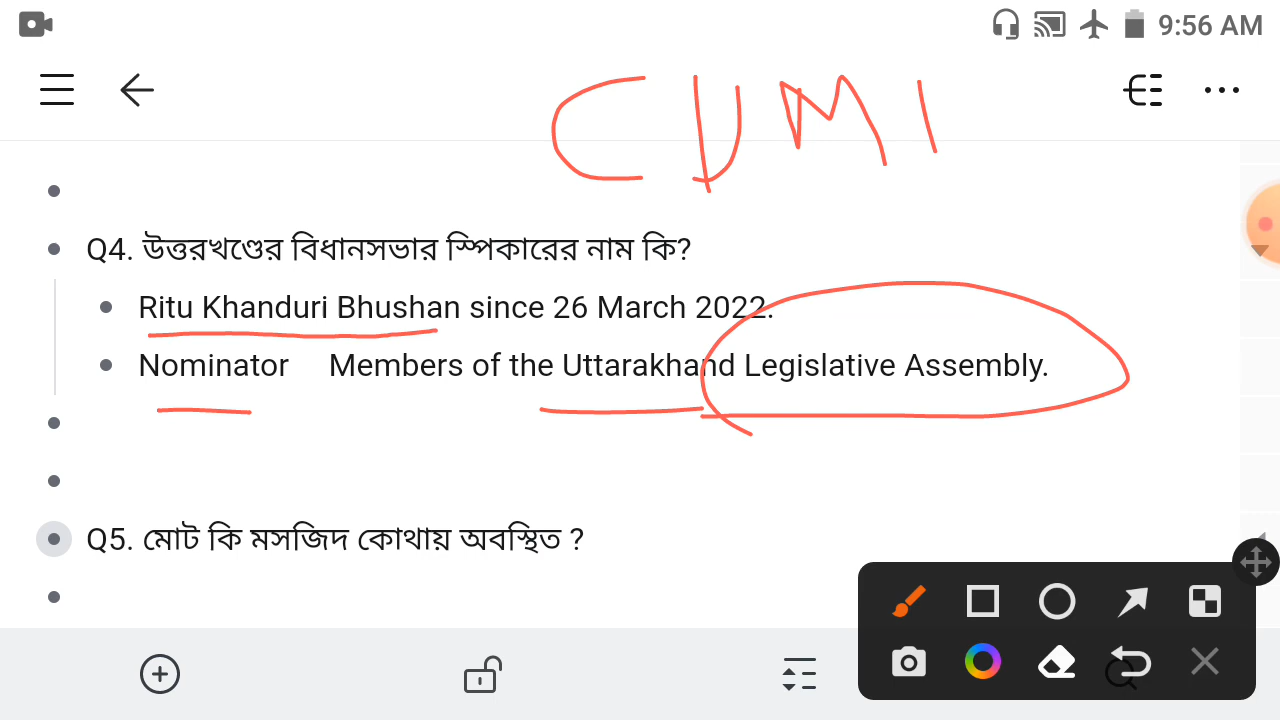 9:56 AM
CUMI
Q4. উত্তরখণ্ডের বিধানসভার স্পিকারের নাম কি?
Ritu Khanduri Bhushan since 26 March 2022.
Nominator Members of the Uttarakhand Legislative Assembly.
Q5. মোট কি মসজিদ কোথায় অবস্থিত ?